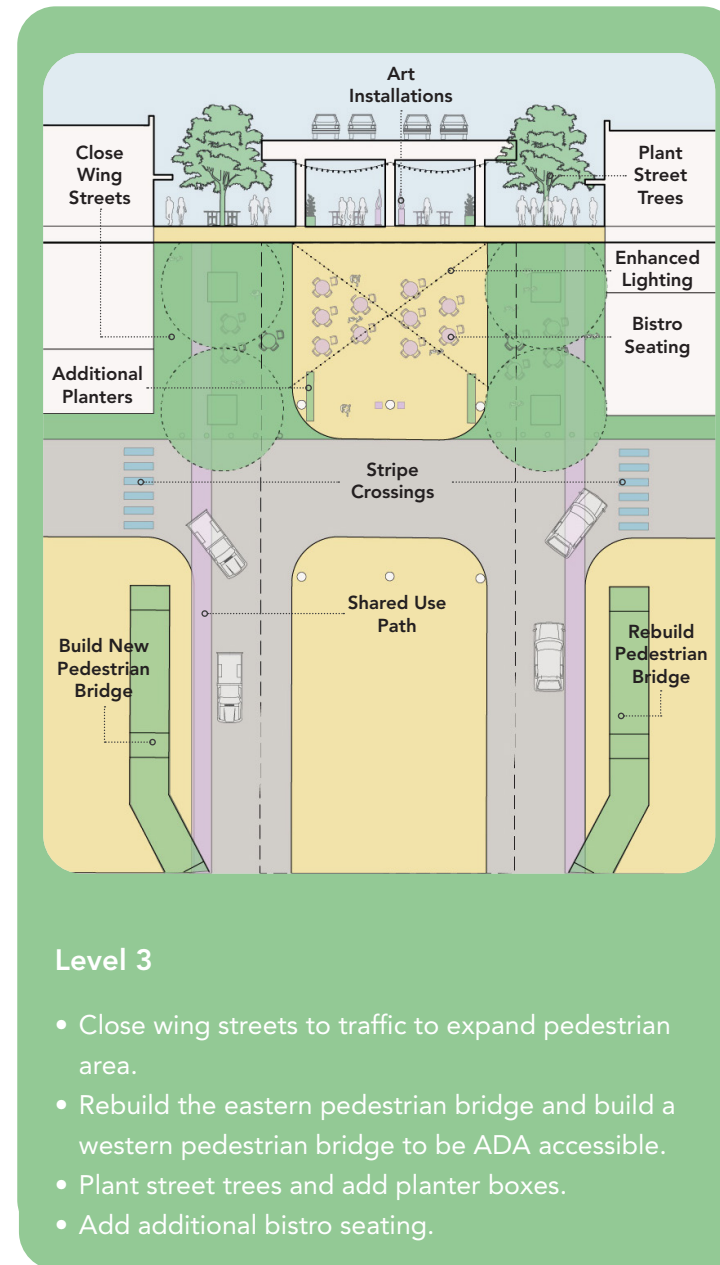 Art
Installations
Close
Wing
Streets
Plant
Street
Trees
Enhanced
Lighting
Bistro
Seating
Additional
Planters
Stripe
Crossings
Shared Use
Path
Build New
Pedestrian
Bridge
Rebuild
Pedestrian
Bridge
Level 3
• Close wing streets to traffic to expand pedestrian
area.
• Rebuild the eastern pedestrian bridge and build a
western pedestrian bridge to be ADA accessible.
• Plant street trees and add planter boxes.
• Add additional bistro seating.